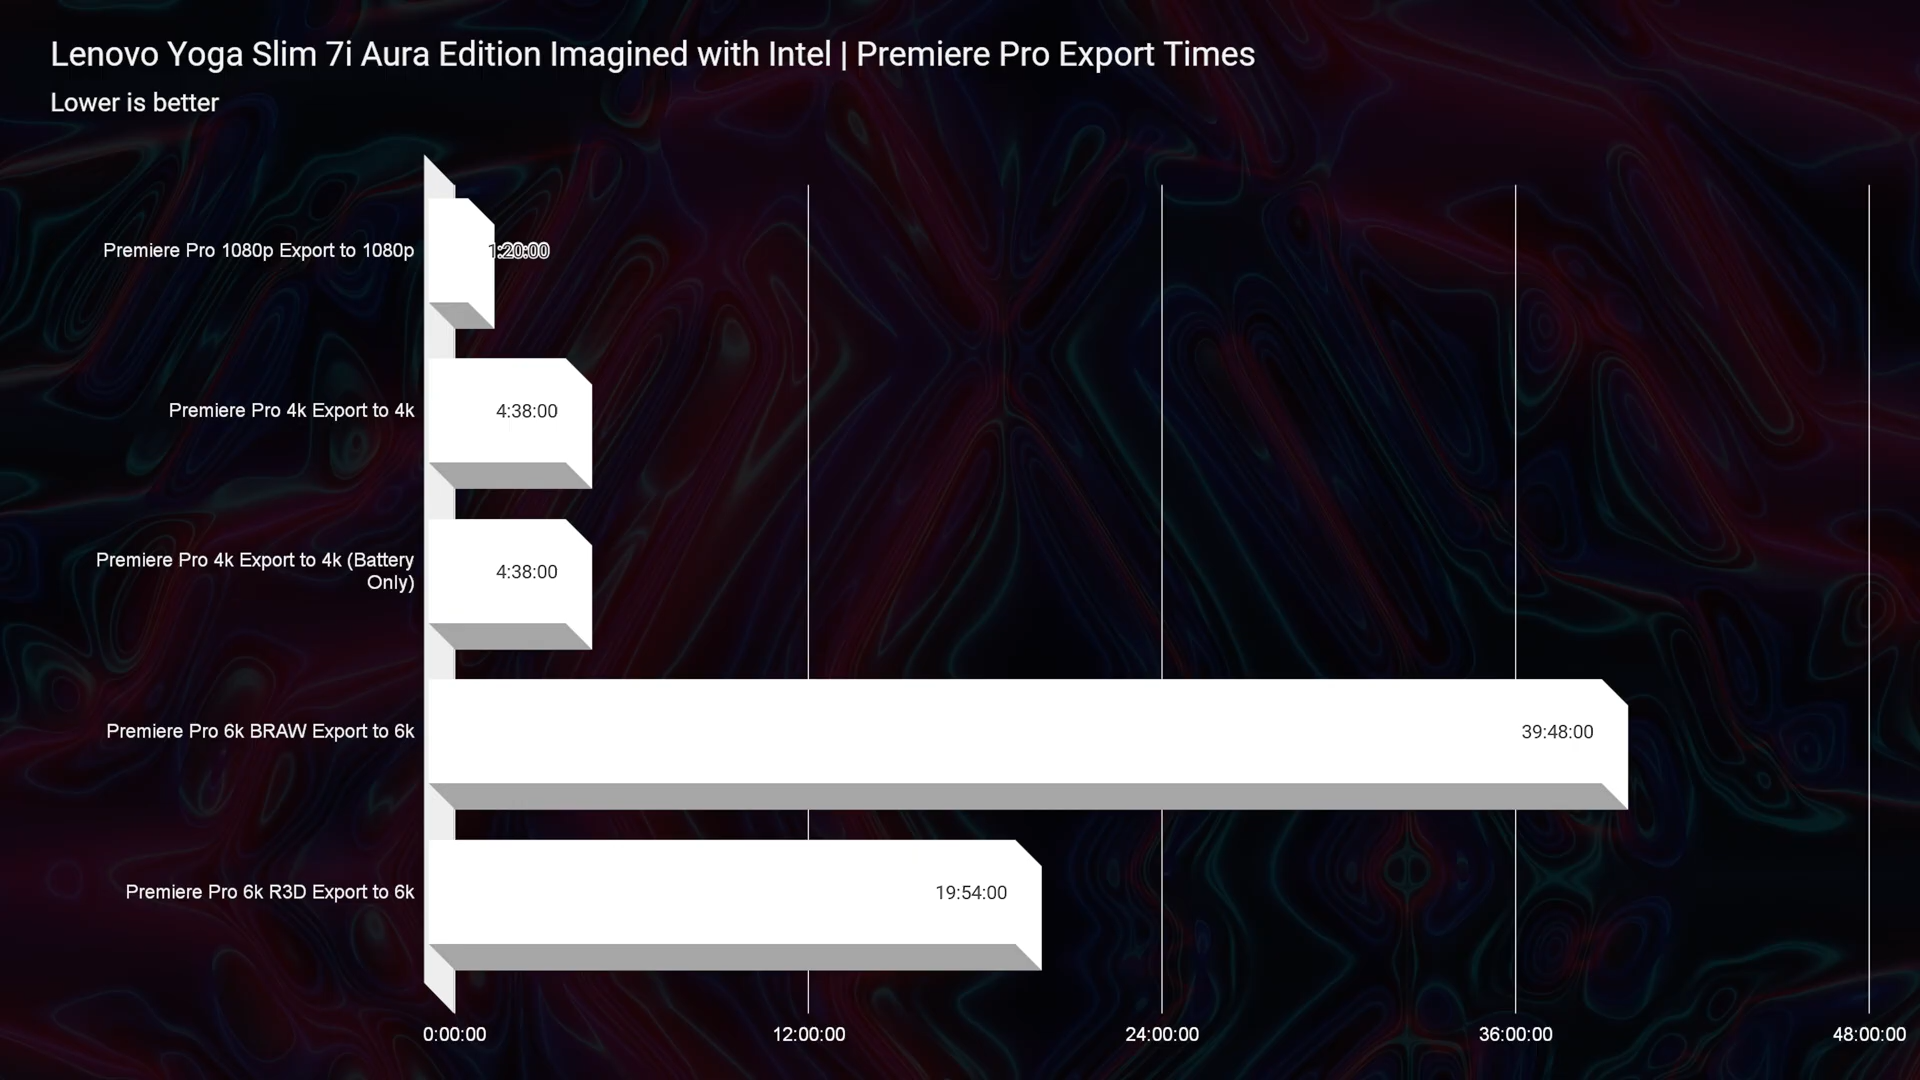 Lenovo Yoga Slim 7i Aura Edition Imagined with Intel | Premiere Pro Export Times
Lower is better
Premiere Pro 1080p Export to 1080p
1:20:00
Premiere Pro 4k Export to 4k
4:38:00
Premiere Pro 4k Export to 4k (Battery
Only)
4:38:00
Premiere Pro 6k BRAW Export to 6k
39:48:00
Premiere Pro 6k R3D Export to 6k
19:54:00
0:00:00
12:00:00
24:00:00
36:00:00
48:00:00